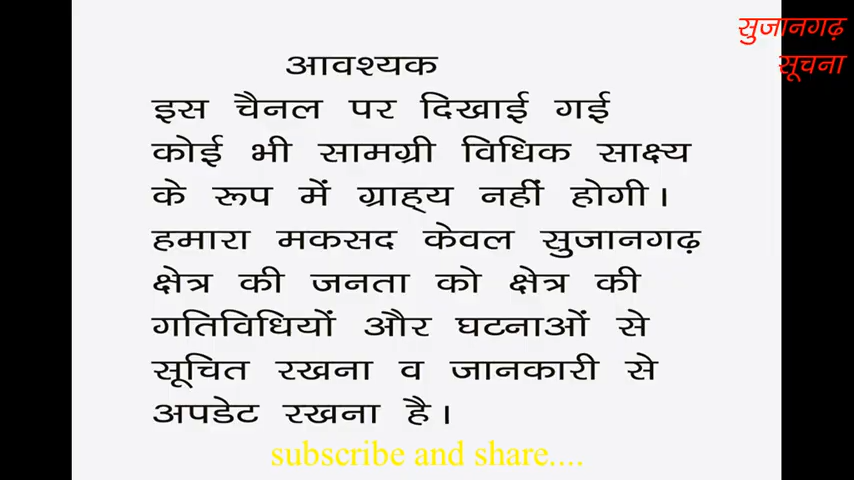 सुजानगढ़
सूचना
आवश्यक
इस चैनल पर दिखाई गई
कोई भी सामग्री विधिक साक्ष्य
के रूप में ग्राह्य नहीं होगी।
हमारा मकसद केवल सुजानगढ़
क्षेत्र की जनता को क्षेत्र की
गतिविधियों और घटनाओं से
सूचित रखना व जानकारी से
अपडेट रखना है।
subscribe and share....